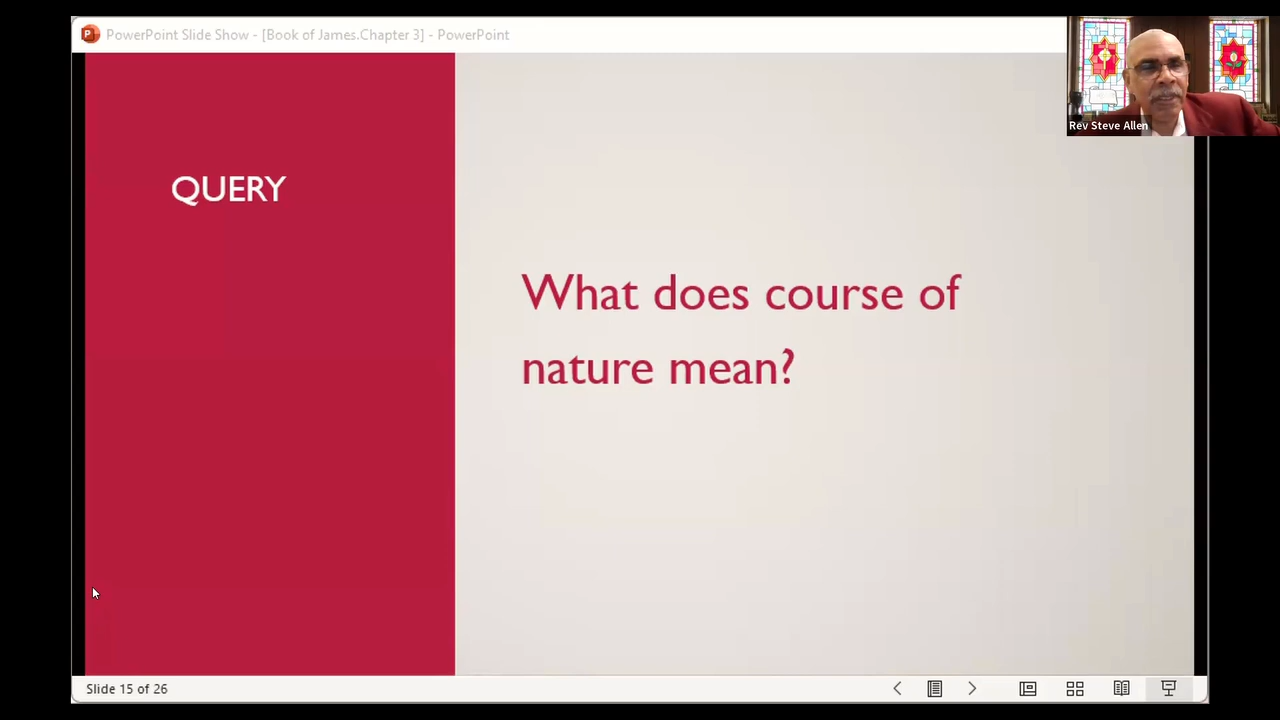 PowerPoint Slide Show - [Book of James.Chapter 3] - PowerPoint
Rev Steve Allen
QUERY
What does course of
nature mean?
Slide 15 of 26